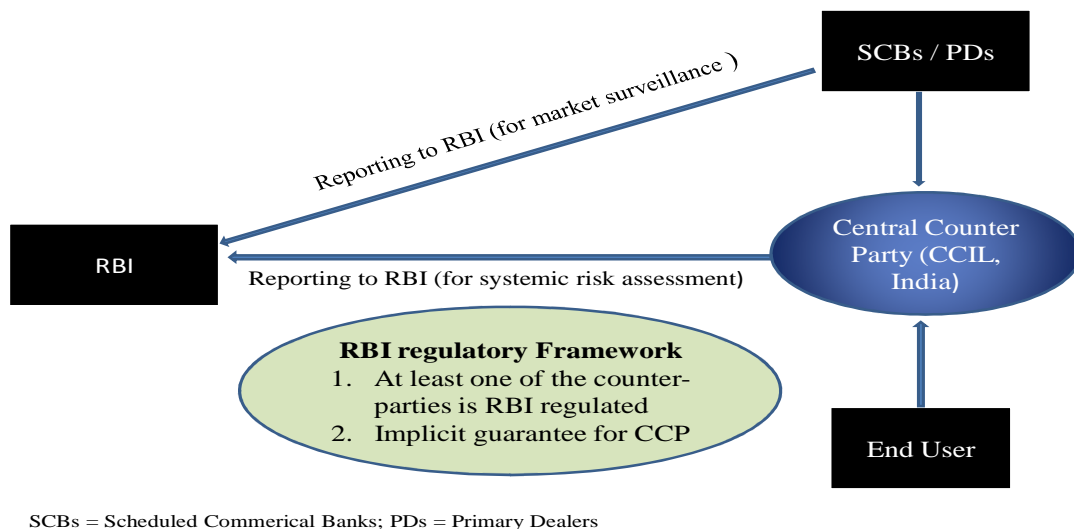 SCBs / PDs
Reporting to RBI (for market surveillance )
Central Counter
Party (CCIL,
India)
RBI
Reporting to RBI (for systemic risk assessment)
RBI regulatory Framework
1. At least one of the counter-
parties is RBI regulated
2. Implicit guarantee for CCP
End User
SCBs = Scheduled Commerical Banks; PDs = Primary Dealers